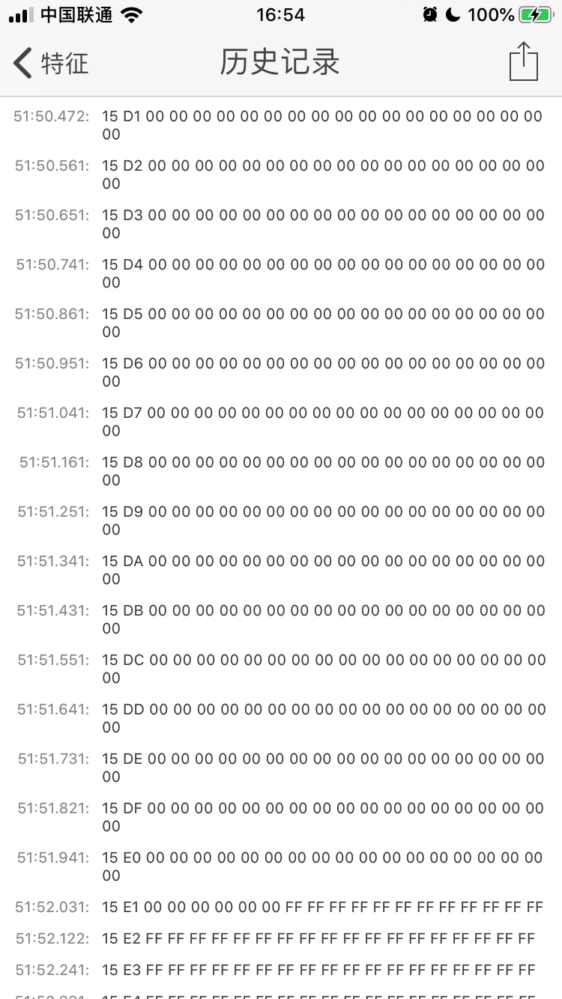 中国联通 16:54 100%
特征 历史记录
51:50.472: 15 D1 00 00 00 00 00 00 00 00 00 00 00 00 00 00 00 00 00
00
51:50.561: 15 D2 00 00 00 00 00 00 00 00 00 00 00 00 00 00 00 00 00
00
51:50.651: 15 D3 00 00 00 00 00 00 00 00 00 00 00 00 00 00 00 00 00
00
51:50.741: 15 D4 00 00 00 00 00 00 00 00 00 00 00 00 00 00 00 00 00
00
51:50.861: 15 D5 00 00 00 00 00 00 00 00 00 00 00 00 00 00 00 00 00
00
51:50.951: 15 D6 00 00 00 00 00 00 00 00 00 00 00 00 00 00 00 00 00
00
51:51.041: 15 D7 00 00 00 00 00 00 00 00 00 00 00 00 00 00 00 00 00
00
51:51.161: 15 D8 00 00 00 00 00 00 00 00 00 00 00 00 00 00 00 00 00
00
51:51.251: 15 D9 00 00 00 00 00 00 00 00 00 00 00 00 00 00 00 00 00
00
51:51.341: 15 DA 00 00 00 00 00 00 00 00 00 00 00 00 00 00 00 00 00
00
51:51.431: 15 DB 00 00 00 00 00 00 00 00 00 00 00 00 00 00 00 00 00
00
51:51.551: 15 DC 00 00 00 00 00 00 00 00 00 00 00 00 00 00 00 00 00
00
51:51.641: 15 DD 00 00 00 00 00 00 00 00 00 00 00 00 00 00 00 00 00
00
51:51.731: 15 DE 00 00 00 00 00 00 00 00 00 00 00 00 00 00 00 00 00
00
51:51.821: 15 DF 00 00 00 00 00 00 00 00 00 00 00 00 00 00 00 00 00
00
51:51.941: 15 E0 00 00 00 00 00 00 00 00 00 00 00 00 00 00 00 00 00
00
51:52.031: 15 E1 00 00 00 00 00 00 FF FF FF FF FF FF FF FF FF FF FF FF
51:52.122: 15 E2 FF FF FF FF FF FF FF FF FF FF FF FF FF FF FF FF FF FF
51:52.241: 15 E3 FF FF FF FF FF FF FF FF FF FF FF FF FF FF FF FF FF FF